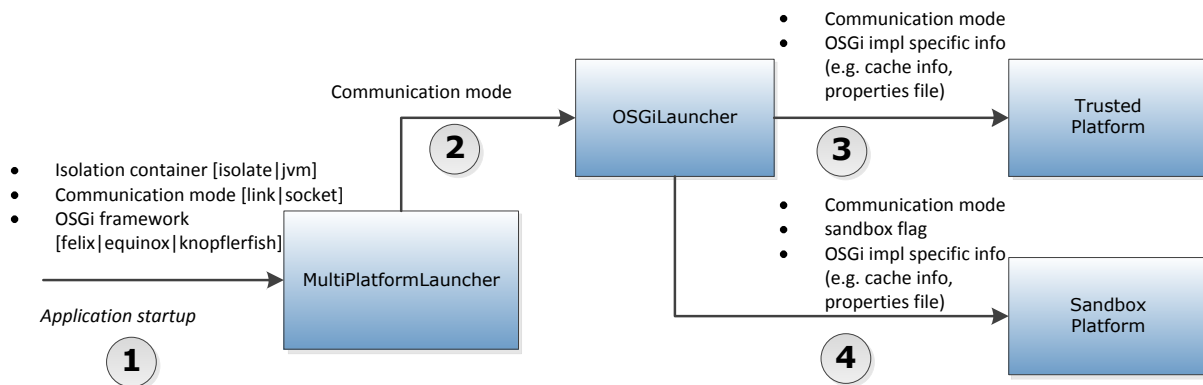 • Isolation container [isolate|jvm]
• Communication mode [link|socket]
• OSGi framework
[felix|equinox|knopflerfish]
Application startup
1
MultiPlatformLauncher
Communication mode
2
OSGiLauncher
• Communication mode
• OSGi impl specific info
(e.g. cache info,
properties file)
3
Trusted
Platform
• Communication mode
• sandbox flag
• OSGi impl specific info
(e.g. cache info,
properties file)
4
Sandbox
Platform